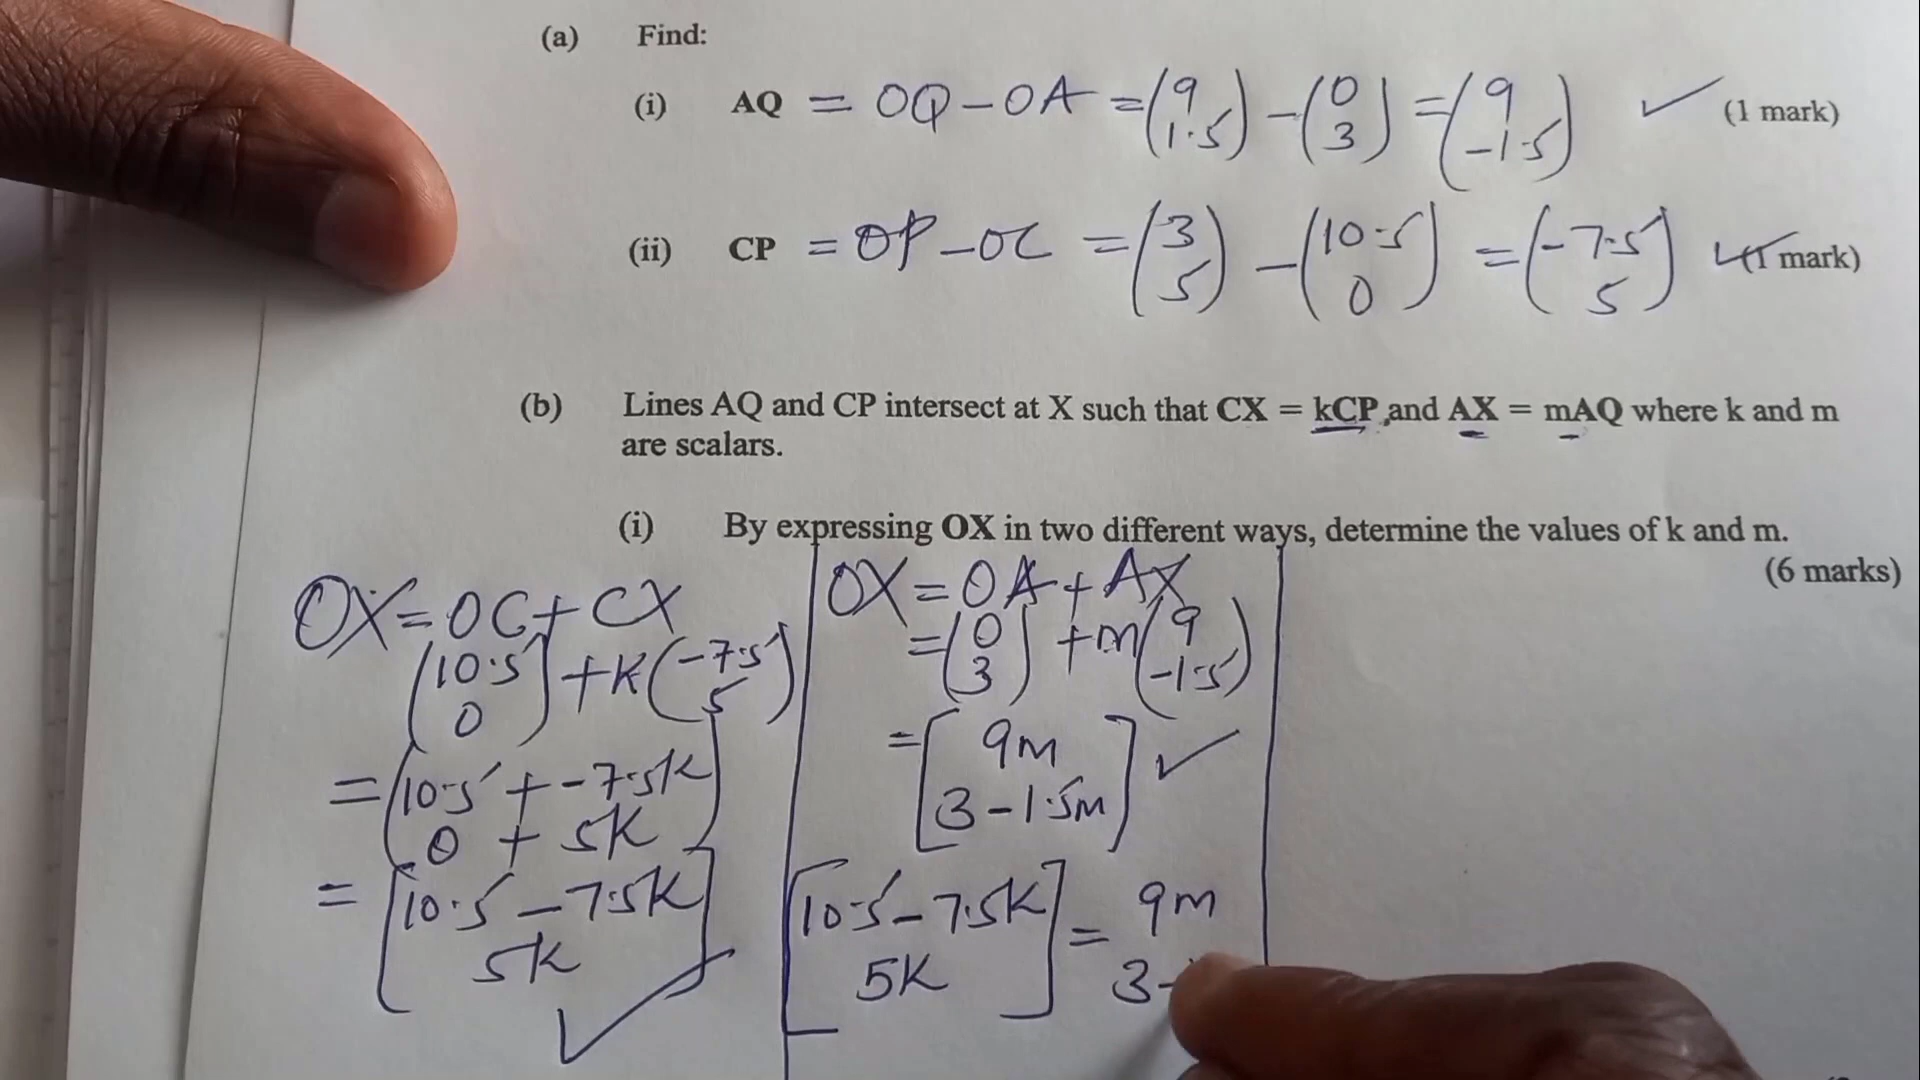 (a) Find:
(i) AQ = OQ - OA = (9 1.5) - (0 3) = (9 -1.5) ✓ (1 mark)
(ii) CP = OP - OC = (3 5) - (10.5 0) = (-7.5 5) ✓ (1 mark)
(b) Lines AQ and CP intersect at X such that CX = kCP and AX = mAQ where k and m
are scalars.
(i) By expressing OX in two different ways, determine the values of k and m.
(6 marks)
OX = OC + CX
(10.5 0) + K(-7.5 5)
= (10.5 + -7.5K
0 + 5K)
= [10.5 - 7.5K
5K] ✓
OX = OA + AX
= (0 3) + m(9 -1.5)
= [9m
3 - 1.5m] ✓
[10.5 - 7.5K
5K] = 9m
3 -